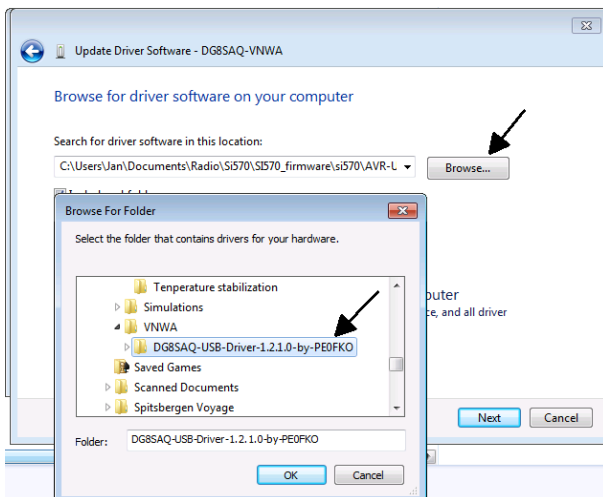 Update Driver Software - DG8SAQ-VNWA
Browse for driver software on your computer
Search for driver software in this location:
C:\Users\Jan\Documents\Radio\Si570\SI570_firmware\si570\AVR-U
Browse...
Browse For Folder
Select the folder that contains drivers for your hardware.
Tenperature stabilization
Simulations
VNWA
DG8SAQ-USB-Driver-1.2.1.0-by-PE0FKO
Saved Games
Scanned Documents
Spitsbergen Voyage
Folder:
DG8SAQ-USB-Driver-1.2.1.0-by-PE0FKO
OK
Cancel
puter
ce, and all driver
Next
Cancel